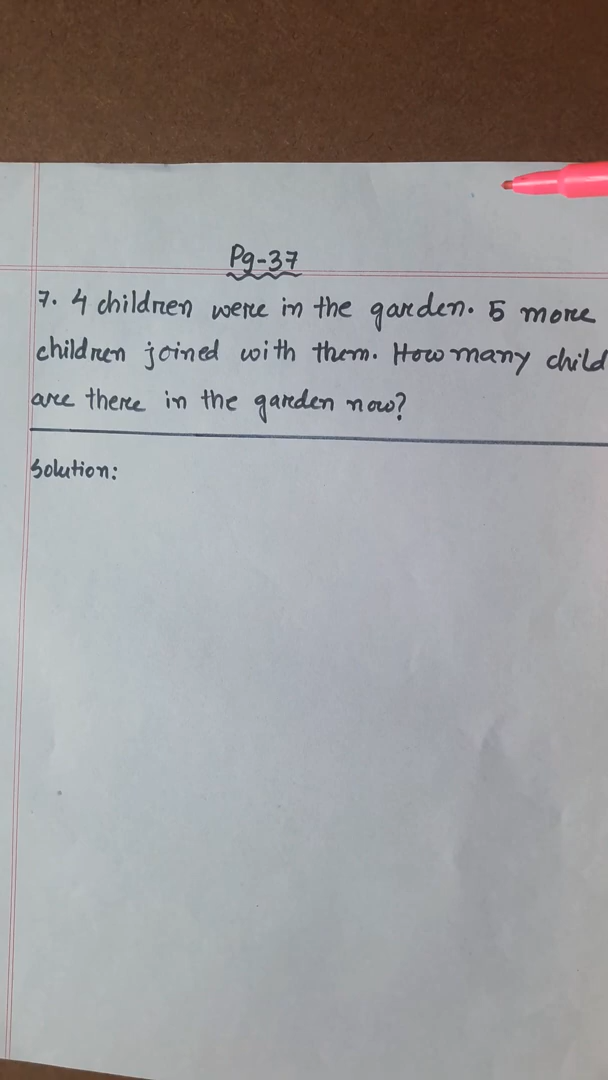 Pg-37
7. 4 children were in the garden. 5 more
children joined with them. How many child
are there in the garden now?
Solution: